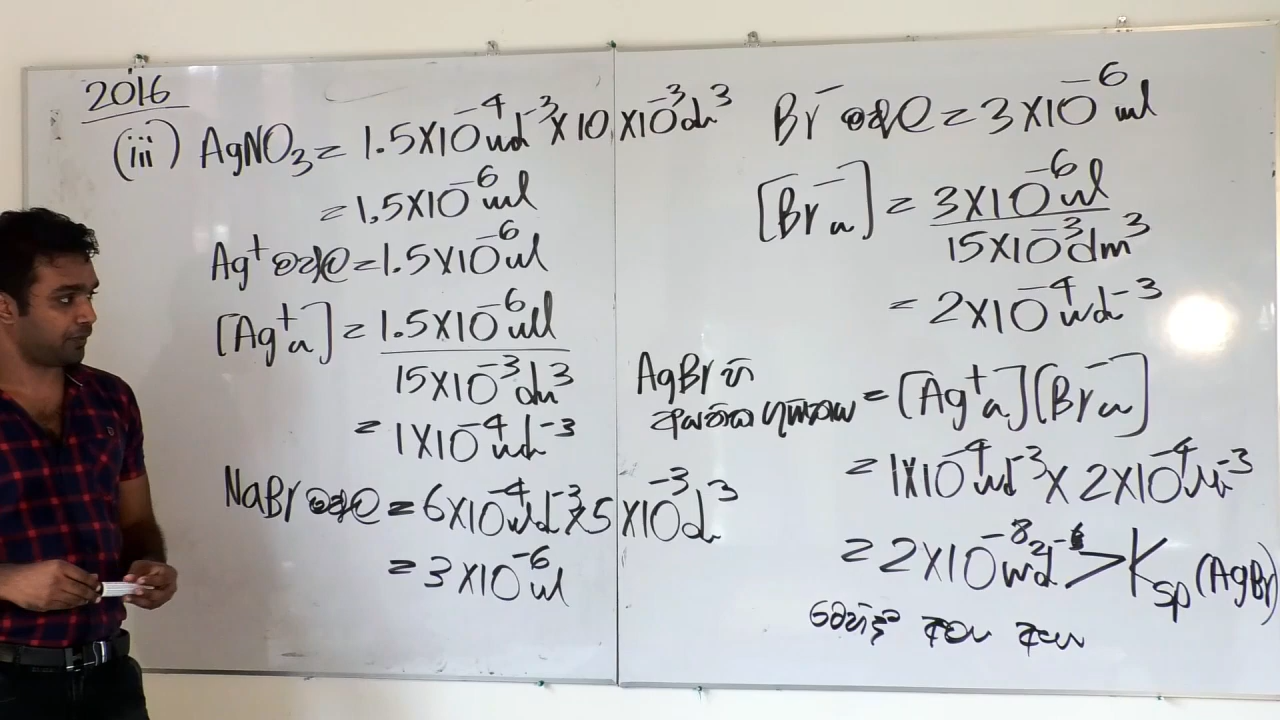 2016
(iii) AgNO₃ = 1.5×10⁻⁴ mol dm⁻³ × 10 × 10⁻³ dm³
= 1.5×10⁻⁶ mol
Ag⁺ මවුල = 1.5×10⁻⁶ mol
[Ag⁺a] = 1.5×10⁻⁶ mol
15×10⁻³ dm³
= 1×10⁻⁴ mol dm⁻³
NaBr මවුල = 6×10⁻⁴ mol dm⁻³ × 5 × 10⁻³ dm³
= 3×10⁻⁶ mol
Br⁻ මවුල = 3×10⁻⁶ mol
[Br⁻a] = 3×10⁻⁶ mol
15×10⁻³ dm³
= 2×10⁻⁴ mol dm⁻³
AgBr හි
අයනික ගුණිතය = [Ag⁺a][Br⁻a]
= 1×10⁻⁴ mol dm⁻³ × 2×10⁻⁴ mol dm⁻³
= 2×10⁻⁸ mol² dm⁻⁶ > Ksp (AgBr)